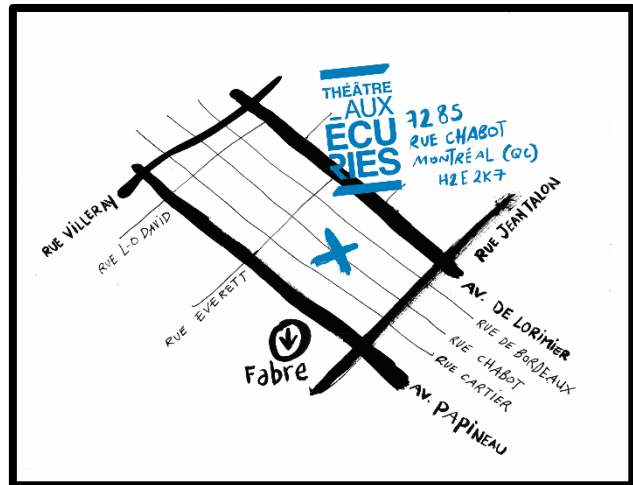 THÉÂTRE
AUX
ÉCU
RIES
7285
RUE CHABOT
MONTRÉAL (QC)
H2E 2K7
RUE VILLERAY
RUE L-O DAVID
RUE EVERETT
Fabre
RUE JEAN TALON
AV. DE LORIMIER
RUE DE BORDEAUX
RUE CHABOT
RUE CARTIER
AV. PAPINEAU